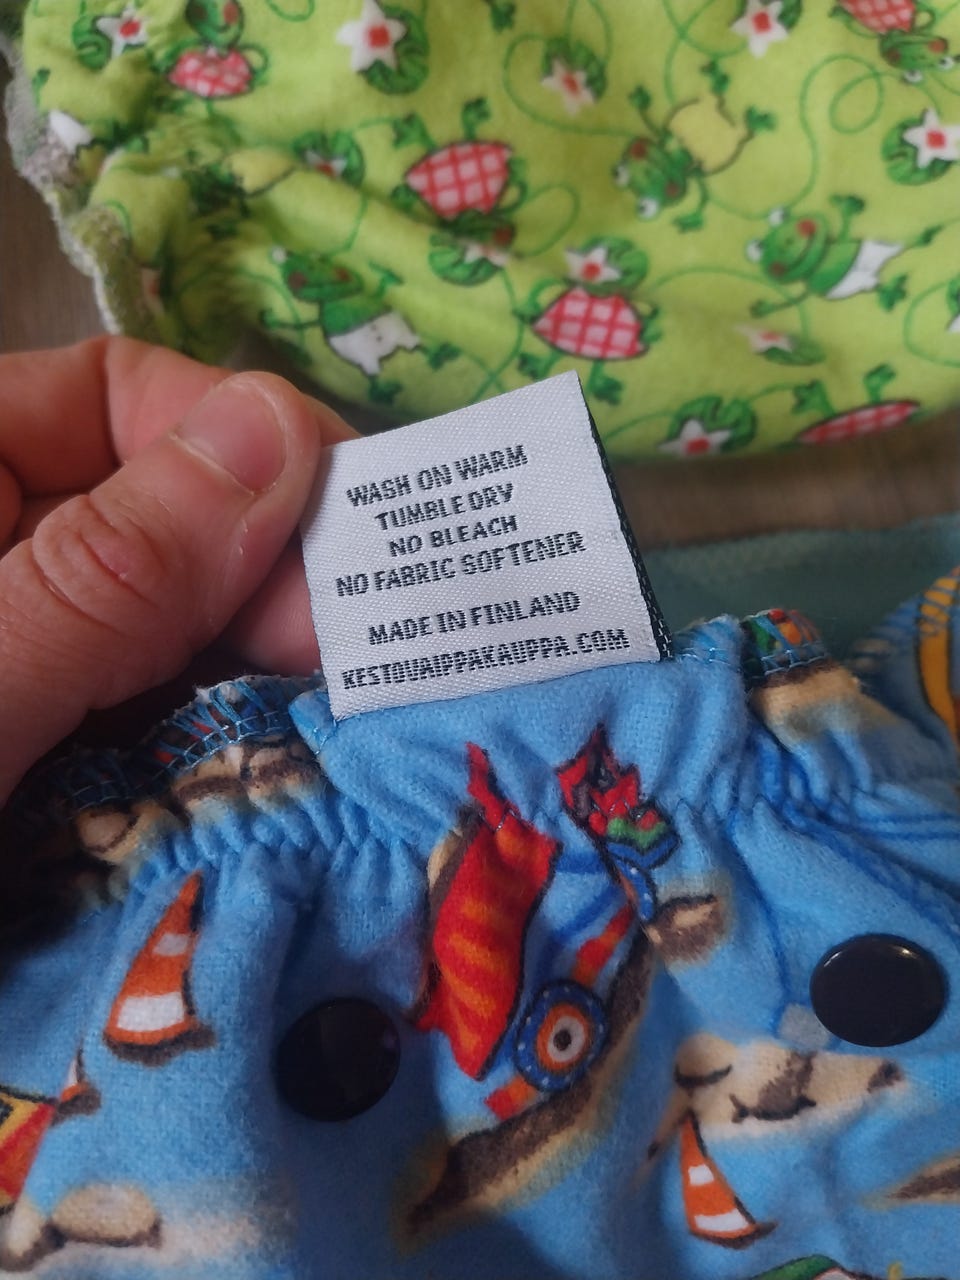 WASH ON WARM
TUMBLE DRY
NO BLEACH
NO FABRIC SOFTENER
MADE IN FINLAND
KESTOVAIPPAKAUPPA.COM